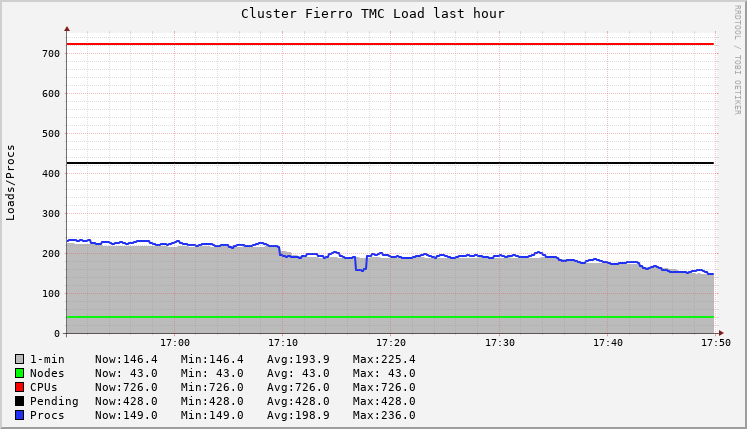 Cluster Fierro TMC Load last hour
RRDTOOL / TOBI OETIKER
Loads/Procs
700
600
500
400
300
200
100
0
17:00 17:10 17:20 17:30 17:40 17:50
1-min Now:146.4 Min:146.4 Avg:193.9 Max:225.4
Nodes Now: 43.0 Min: 43.0 Avg: 43.0 Max: 43.0
CPUs Now:726.0 Min:726.0 Avg:726.0 Max:726.0
Pending Now:428.0 Min:428.0 Avg:428.0 Max:428.0
Procs Now:149.0 Min:149.0 Avg:198.9 Max:236.0